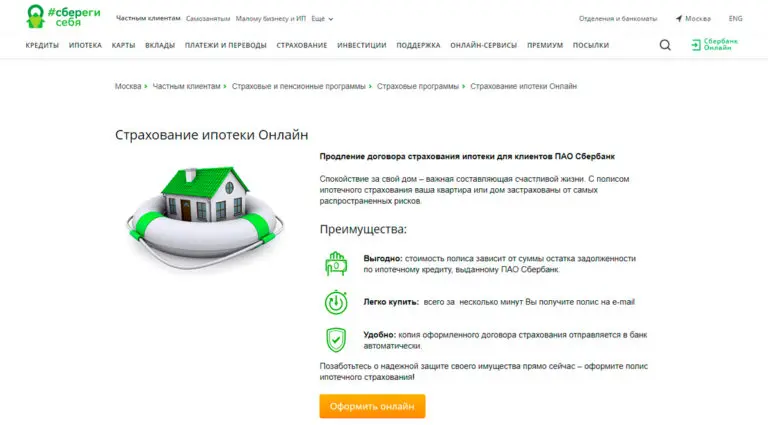 #сбереги
себя
Частным клиентам Самозанятым Малому бизнесу и ИП Ещё
Отделения и банкоматы Москва ENG
КРЕДИТЫ ИПОТЕКА КАРТЫ ВКЛАДЫ ПЛАТЕЖИ И ПЕРЕВОДЫ СТРАХОВАНИЕ ИНВЕСТИЦИИ ПОДДЕРЖКА ОНЛАЙН-СЕРВИСЫ ПРЕМИУМ ПОСЫЛКИ
Сбербанк
Онлайн
Москва Частным клиентам Страховые и пенсионные программы Страховые программы Страхование ипотеки Онлайн
Страхование ипотеки Онлайн
Продление договора страхования ипотеки для клиентов ПАО Сбербанк
Спокойствие за свой дом – важная составляющая счастливой жизни. С полисом
ипотечного страхования ваша квартира или дом застрахованы от самых
распространенных рисков.
Преимущества:
Выгодно: стоимость полиса зависит от суммы остатка задолженности
по ипотечному кредиту, выданному ПАО Сбербанк.
Легко купить: всего за несколько минут Вы получите полис на e-mail
Удобно: копия оформленного договора страхования отправляется в банк
автоматически.
Позаботьтесь о надежной защите своего имущества прямо сейчас – оформите полис
ипотечного страхования!
Оформить онлайн